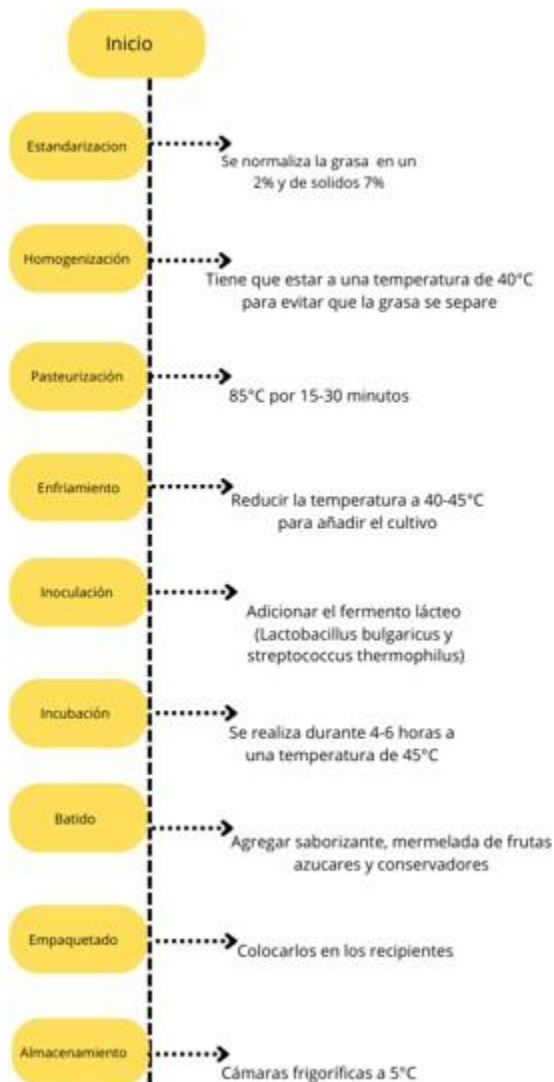 Inicio
Estandarizacion
Se normaliza la grasa en un
2% y de solidos 7%
Homogenización
Tiene que estar a una temperatura de 40°C
para evitar que la grasa se separe
Pasteurización
85°C por 15-30 minutos
Enfriamiento
Reducir la temperatura a 40-45°C
para añadir el cultivo
Inoculación
Adicionar el fermento lácteo
(Lactobacillus bulgaricus y
streptococcus thermophilus)
Incubación
Se realiza durante 4-6 horas a
una temperatura de 45°C
Batido
Agregar saborizante, mermelada de frutas
azucares y conservadores
Empaquetado
Colocarlos en los recipientes
Almacenamiento
Cámaras frigoríficas a 5°C